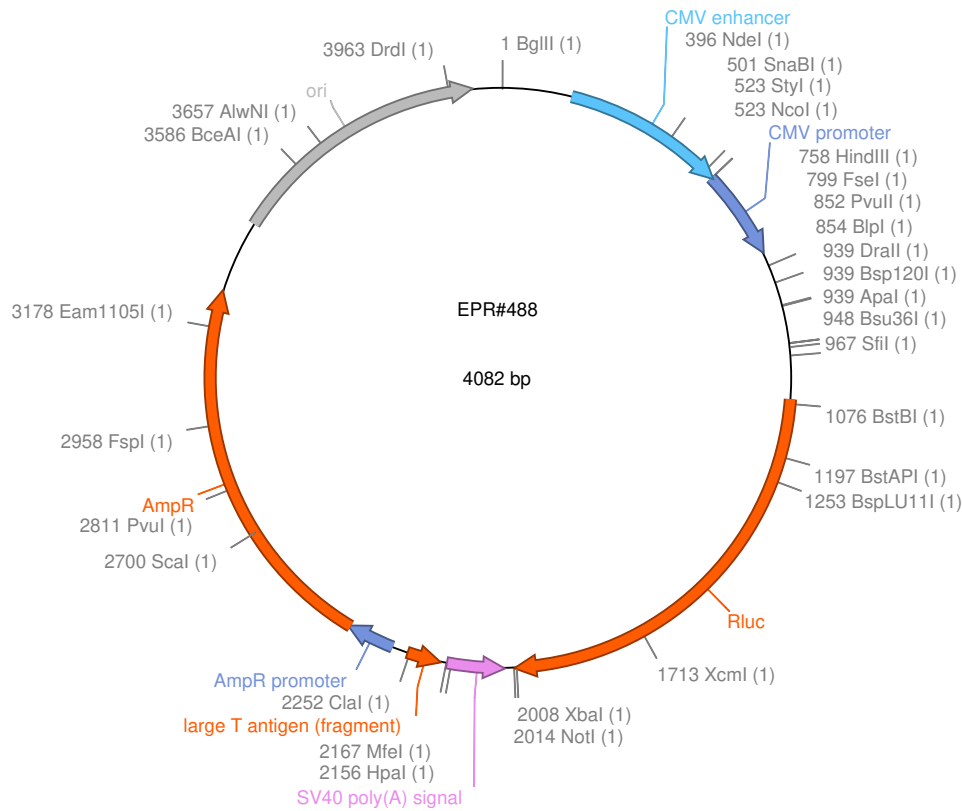 CMV enhancer
396 NdeI (1)
501 SnaBI (1)
523 StyI (1)
523 NcoI (1)
CMV promoter
758 HindIII (1)
799 FseI (1)
852 PvuII (1)
854 BlpI (1)
939 DraII (1)
939 Bsp120I (1)
939 ApaI (1)
948 Bsu36I (1)
967 SfiI (1)
1076 BstBI (1)
1197 BstAPI (1)
1253 BspLU11I (1)
Rluc
1713 XcmI (1)
2008 XbaI (1)
2014 NotI (1)
SV40 poly(A) signal
2156 HpaI (1)
2167 MfeI (1)
large T antigen (fragment)
2252 ClaI (1)
AmpR promoter
2700 ScaI (1)
2811 PvuI (1)
AmpR
2958 FspI (1)
3178 Eam1105I (1)
3586 BceAI (1)
3657 AlwNI (1)
ori
3963 DrdI (1)
1 BglII (1)
EPR#488
4082 bp